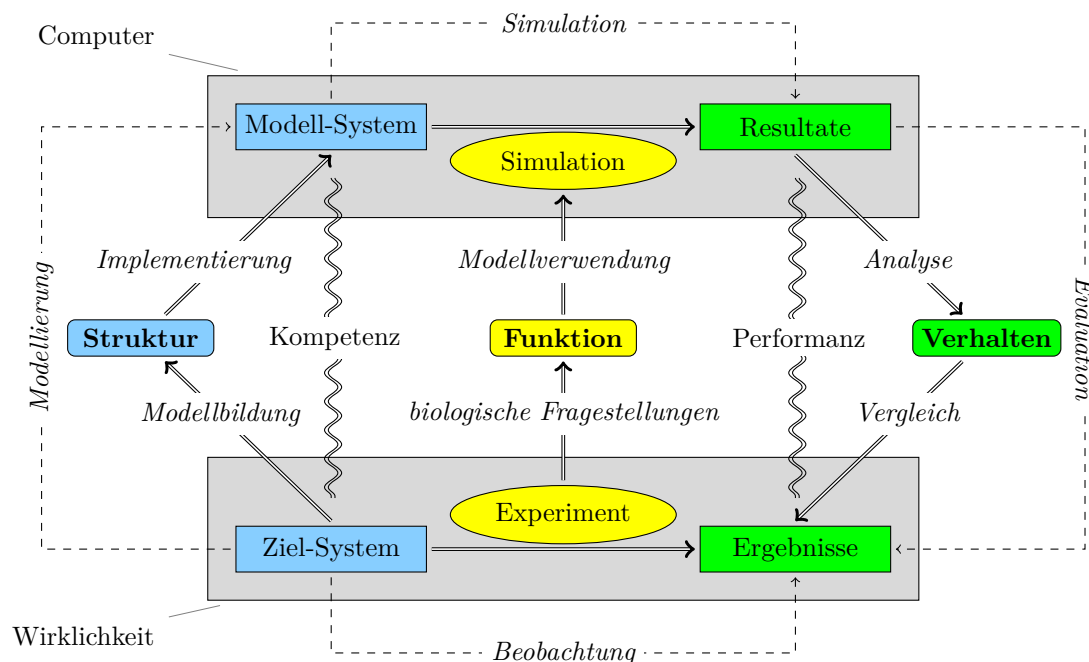 Simulation
Computer
Modell-System
Resultate
Simulation
Implementierung
Modellverwendung
Analyse
Modellierung
Evaluation
Struktur
Kompetenz
Funktion
Performanz
Verhalten
Modellbildung
biologische Fragestellungen
Vergleich
Experiment
Ziel-System
Ergebnisse
Wirklichkeit
Beobachtung